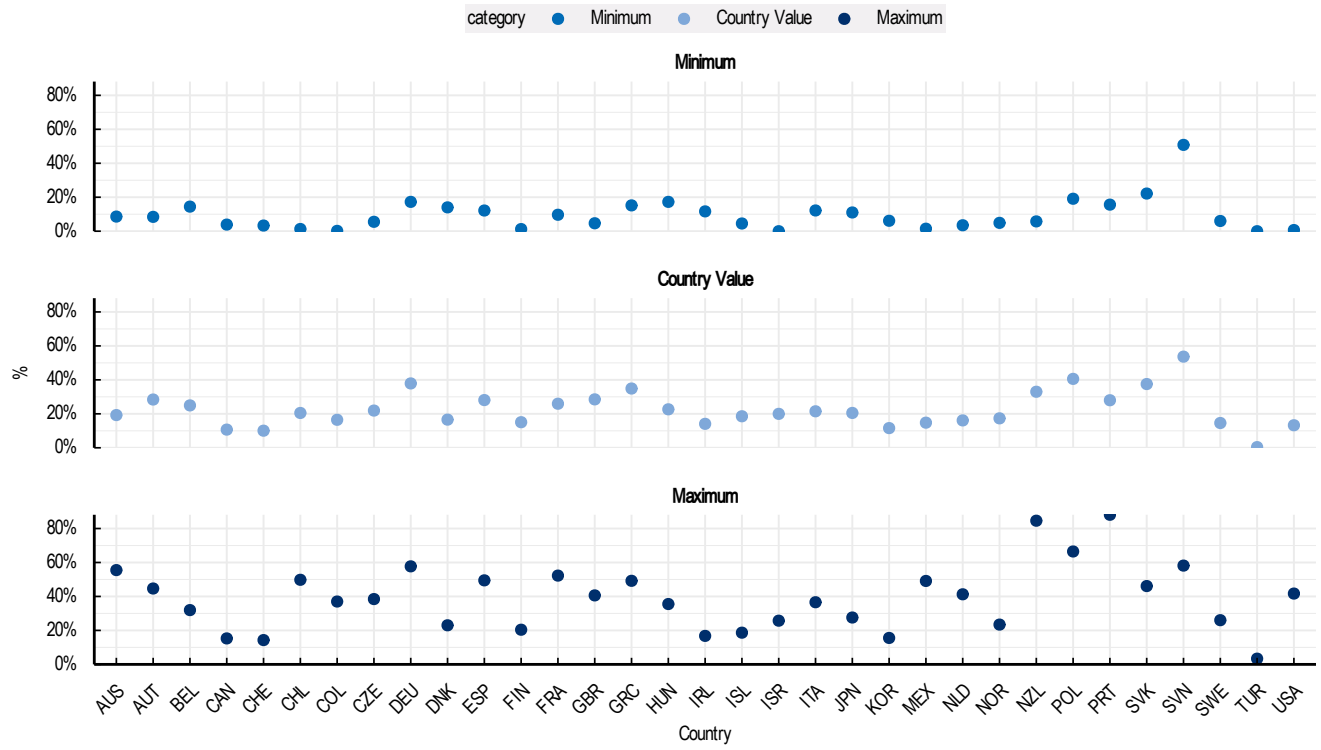 category Minimum Country Value Maximum
Minimum
80%
60%
40%
20%
0%
Country Value
80%
60%
40%
20%
0%
%
Maximum
80%
60%
40%
20%
0%
AUS AUT BEL CAN CHE CHL COL CZE DEU DNK ESP FIN FRA GBR GRC HUN IRL ISL ISR ITA JPN KOR MEX NLD NOR NZL POL PRT SVK SVN SWE TUR USA
Country